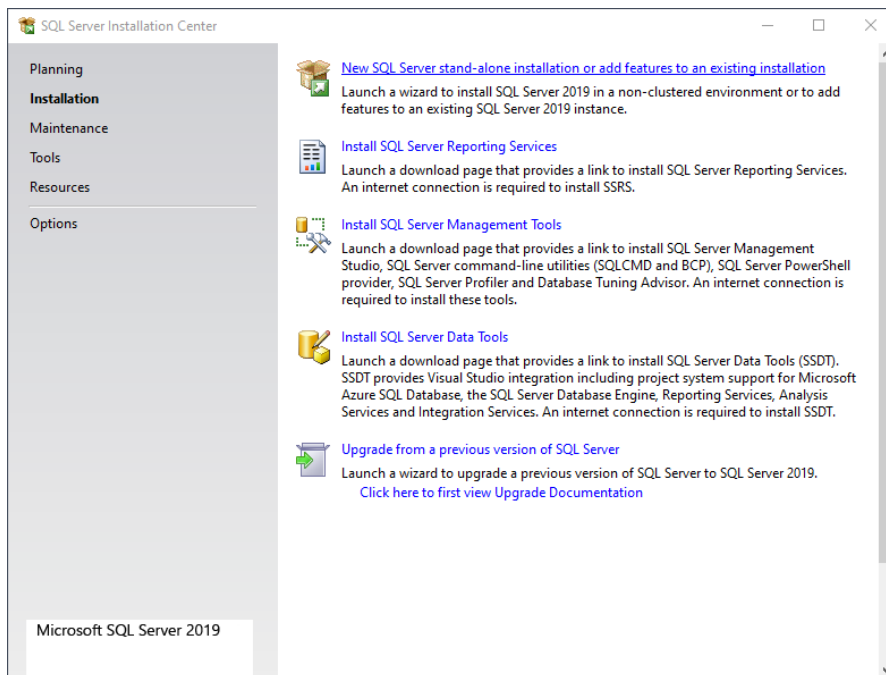 SQL Server Installation Center
Planning
Installation
Maintenance
Tools
Resources
Options
New SQL Server stand-alone installation or add features to an existing installation
Launch a wizard to install SQL Server 2019 in a non-clustered environment or to add
features to an existing SQL Server 2019 instance.
Install SQL Server Reporting Services
Launch a download page that provides a link to install SQL Server Reporting Services.
An internet connection is required to install SSRS.
Install SQL Server Management Tools
Launch a download page that provides a link to install SQL Server Management
Studio, SQL Server command-line utilities (SQLCMD and BCP), SQL Server PowerShell
provider, SQL Server Profiler and Database Tuning Advisor. An internet connection is
required to install these tools.
Install SQL Server Data Tools
Launch a download page that provides a link to install SQL Server Data Tools (SSDT).
SSDT provides Visual Studio integration including project system support for Microsoft
Azure SQL Database, the SQL Server Database Engine, Reporting Services, Analysis
Services and Integration Services. An internet connection is required to install SSDT.
Upgrade from a previous version of SQL Server
Launch a wizard to upgrade a previous version of SQL Server to SQL Server 2019.
Click here to first view Upgrade Documentation
Microsoft SQL Server 2019